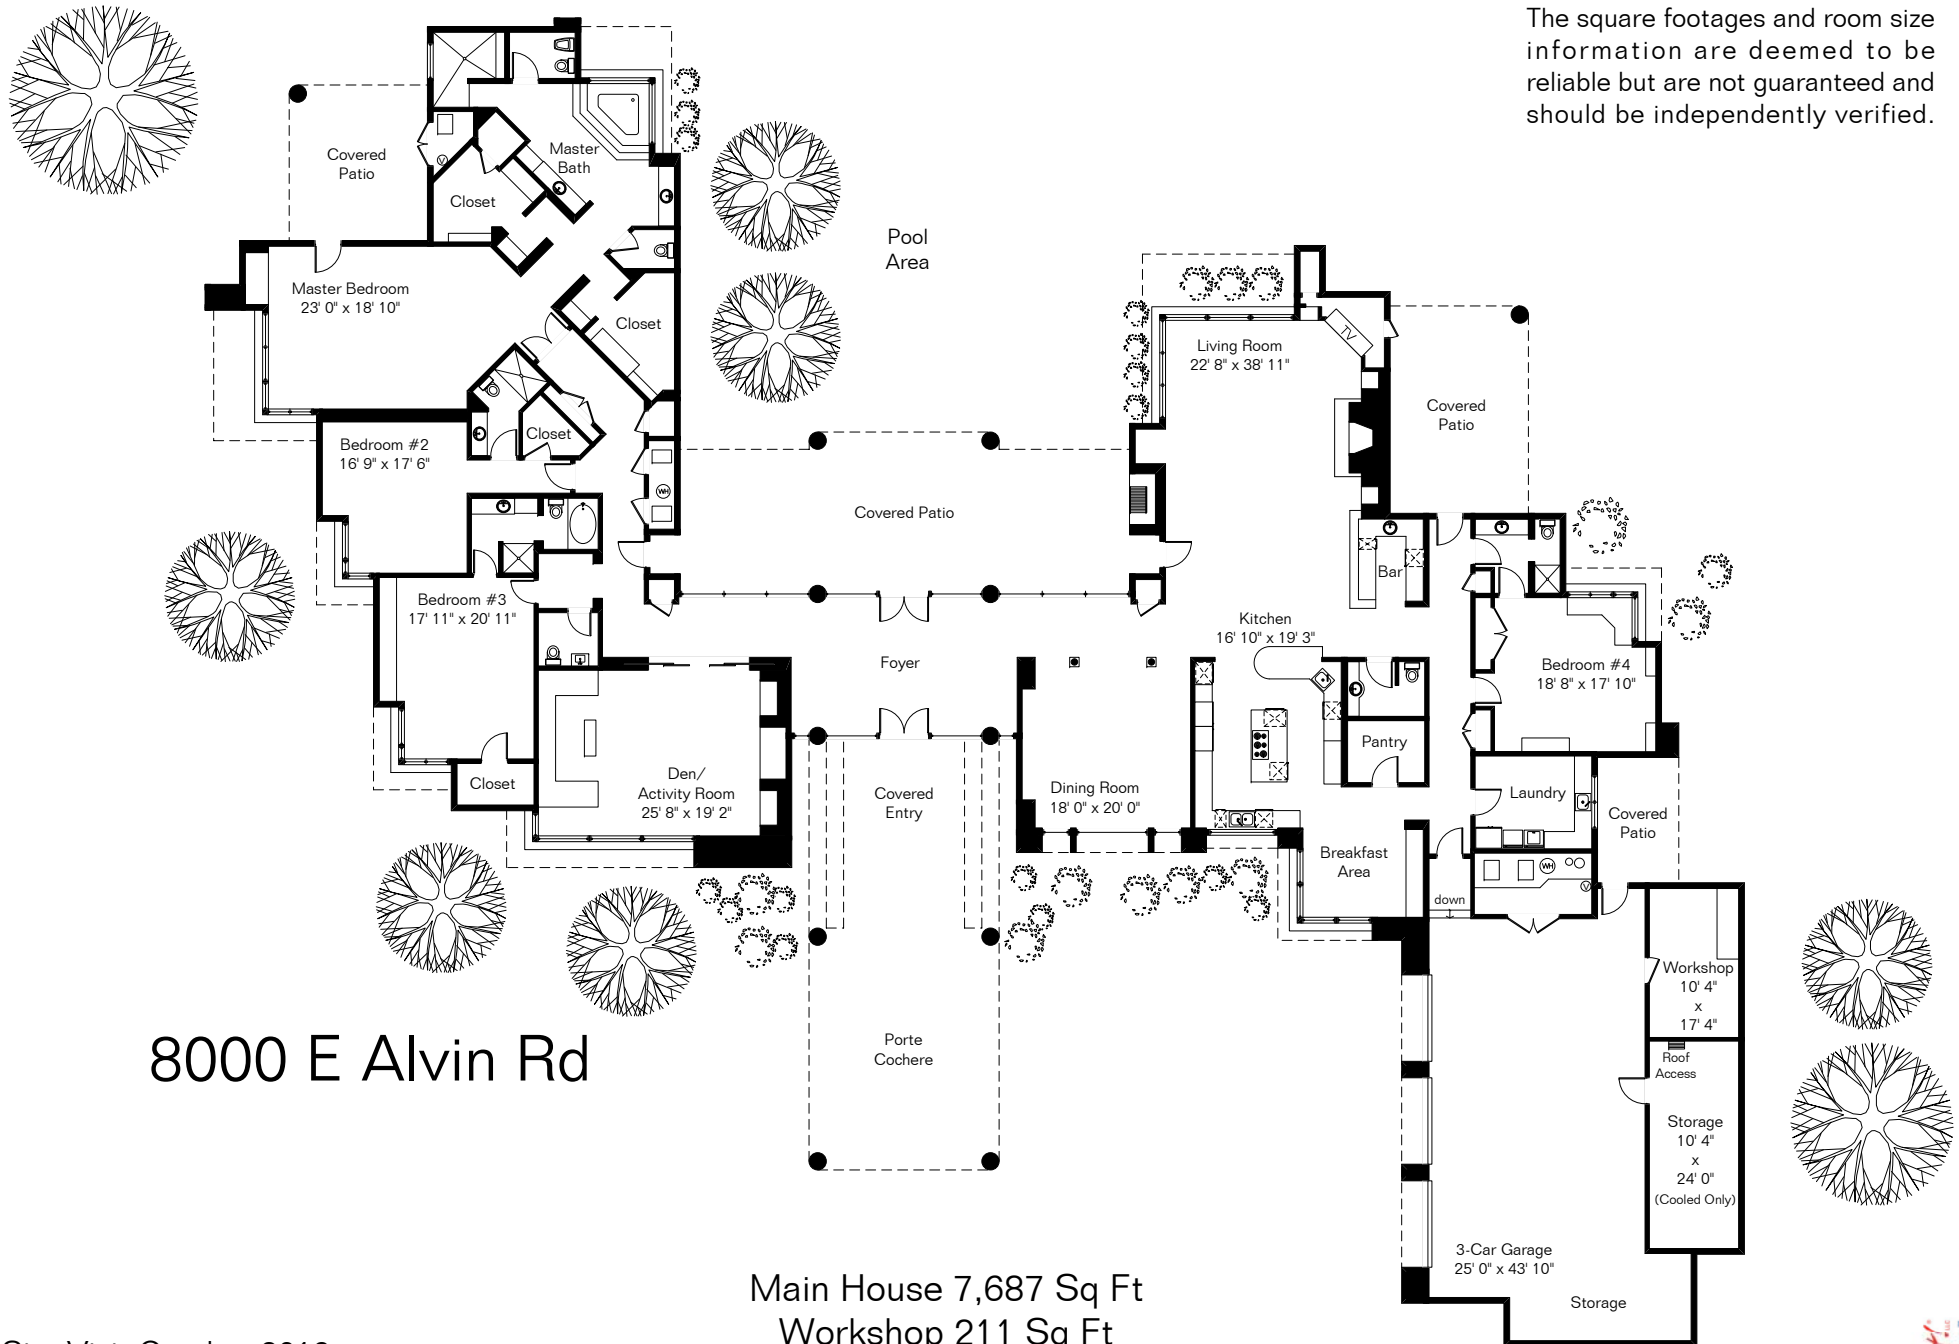 The square footages and room size
information are deemed to be
reliable but are not guaranteed and
should be independently verified.
Covered
Patio
Master
Bath
Closet
Pool
Area
Master Bedroom
23' 0" x 18' 10"
Closet
Living Room
22' 8" x 38' 11"
TV
Covered
Patio
Bedroom #2
16' 9" x 17' 6"
Closet
WH
Covered Patio
Bar
Bedroom #3
17' 11" x 20' 11"
Kitchen
16' 10" x 19' 3"
Foyer
Bedroom #4
18' 8" x 17' 10"
Pantry
Closet
Den/
Activity Room
25' 8" x 19' 2"
Covered
Entry
Dining Room
18' 0" x 20' 0"
Laundry
Covered
Patio
Breakfast
Area
WH
V
V
down
Workshop
10' 4"
x
17' 4"
Porte
Cochere
8000 E Alvin Rd
Roof
Access
Storage
10' 4"
x
24' 0"
(Cooled Only)
3-Car Garage
25' 0" x 43' 10"
Storage
Main House 7,687 Sq Ft
Workshop 211 Sq Ft